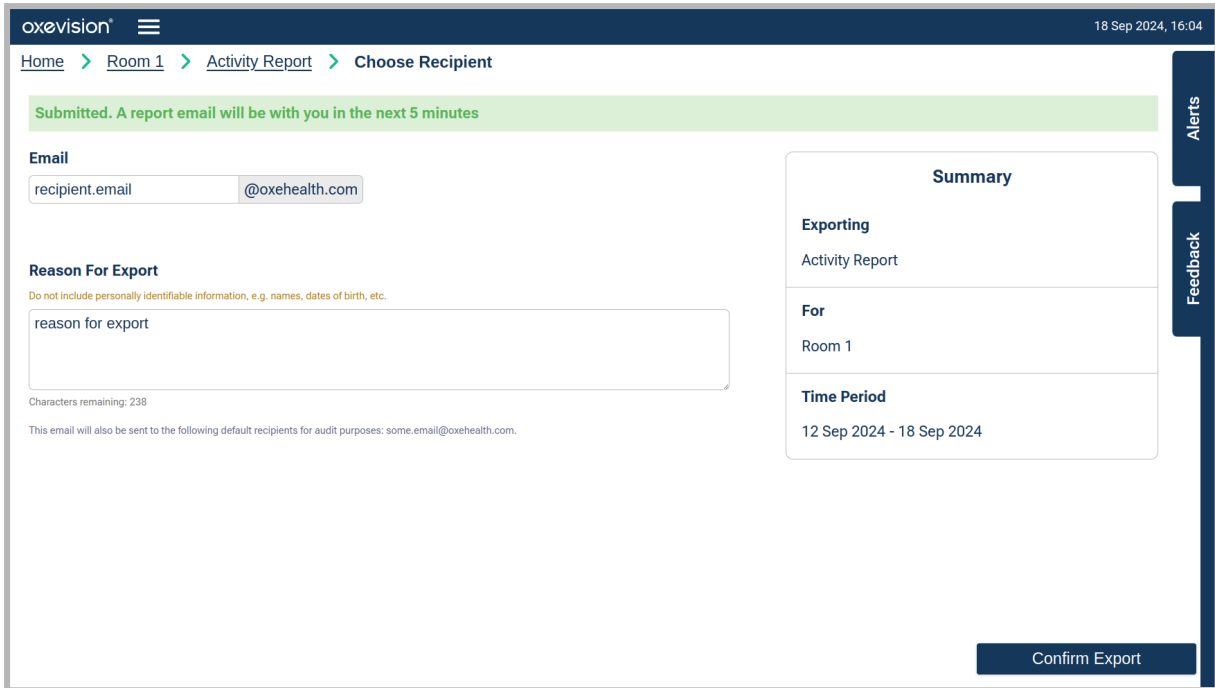 oxevision®
18 Sep 2024, 16:04
Home > Room 1 > Activity Report > Choose Recipient
Submitted. A report email will be with you in the next 5 minutes
Email
recipient.email @oxehealth.com
Reason For Export
Do not include personally identifiable information, e.g. names, dates of birth, etc.
reason for export
Characters remaining: 238
This email will also be sent to the following default recipients for audit purposes: some.email@oxehealth.com.
Summary
Exporting
Activity Report
For
Room 1
Time Period
12 Sep 2024 - 18 Sep 2024
Alerts
Feedback
Confirm Export